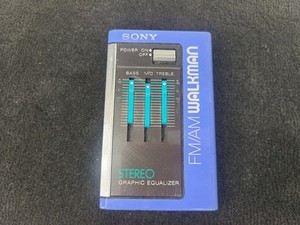 SONY
POWER ON
OFF
BASS MID TREBLE
STEREO
GRAPHIC EQUALIZER
FM/AM WALKMAN